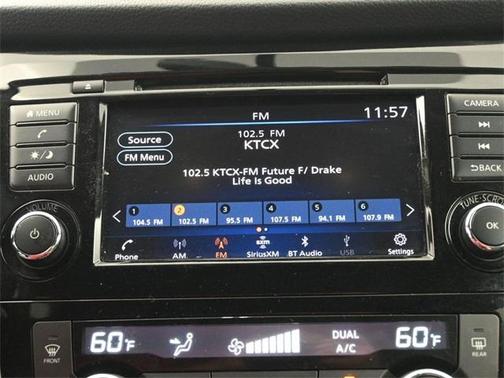 FM
11:57
MENU
CAMERA
Source
102.5 FM
KTCX
FM Menu
102.5 KTCX-FM Future F/ Drake
Life Is Good
BACK
AUDIO
1 2 3 4 5 6
104.5 FM 102.5 FM 95.5 FM 107.5 FM 94.1 FM 107.9 FM
VOLUME
TUNE·SCROLL
OK
Phone AM FM SiriusXM BT Audio USB Settings
sxm
60°F
DUAL
A/C
60°F
FRONT
REAR